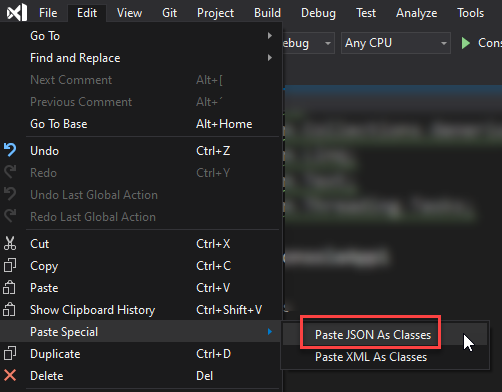 File Edit View Git Project Build Debug Test Analyze Tools
Go To
Any CPU Cons
Find and Replace
Next Comment Alt+[
Previous Comment Alt+´
Go To Base Alt+Home
Undo Ctrl+Z
Redo Ctrl+Y
Undo Last Global Action
Redo Last Global Action
Cut Ctrl+X
Copy Ctrl+C
Paste Ctrl+V
Show Clipboard History Ctrl+Shift+V
Paste Special
Paste JSON As Classes
Duplicate Ctrl+D
Paste XML As Classes
Delete Del